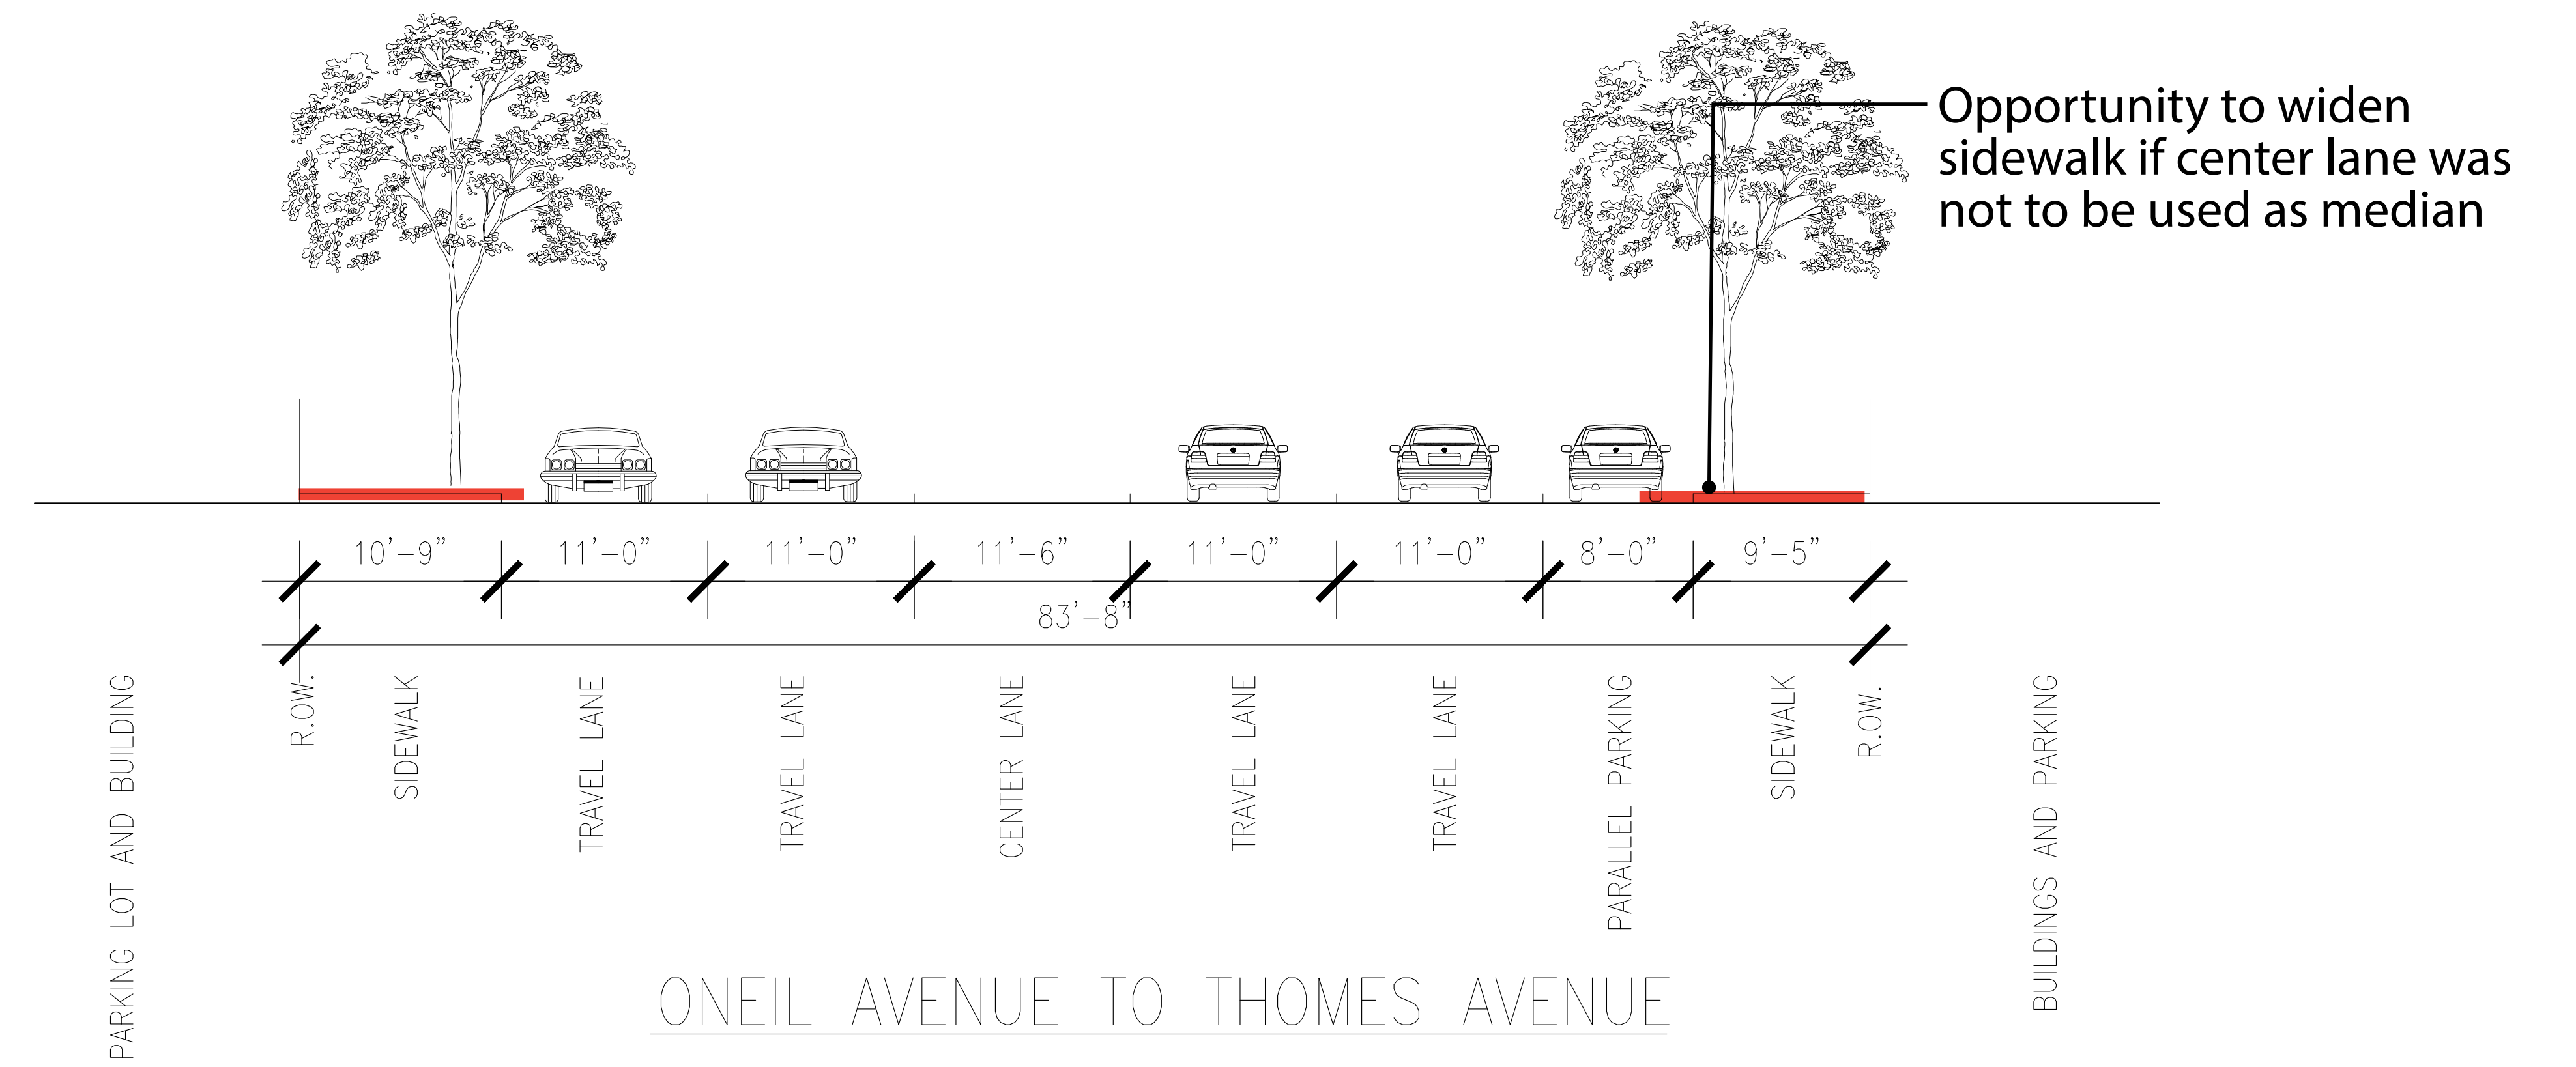 Opportunity to widen
sidewalk if center lane was
not to be used as median
10'-9"
11'-0"
11'-0"
11'-6"
11'-0"
11'-0"
8'-0"
9'-5"
83'-8"
PARKING LOT AND BUILDING
R.OW.
SIDEWALK
TRAVEL LANE
TRAVEL LANE
CENTER LANE
TRAVEL LANE
TRAVEL LANE
PARALLEL PARKING
SIDEWALK
R.OW.
BUILDINGS AND PARKING
ONEIL AVENUE TO THOMES AVENUE